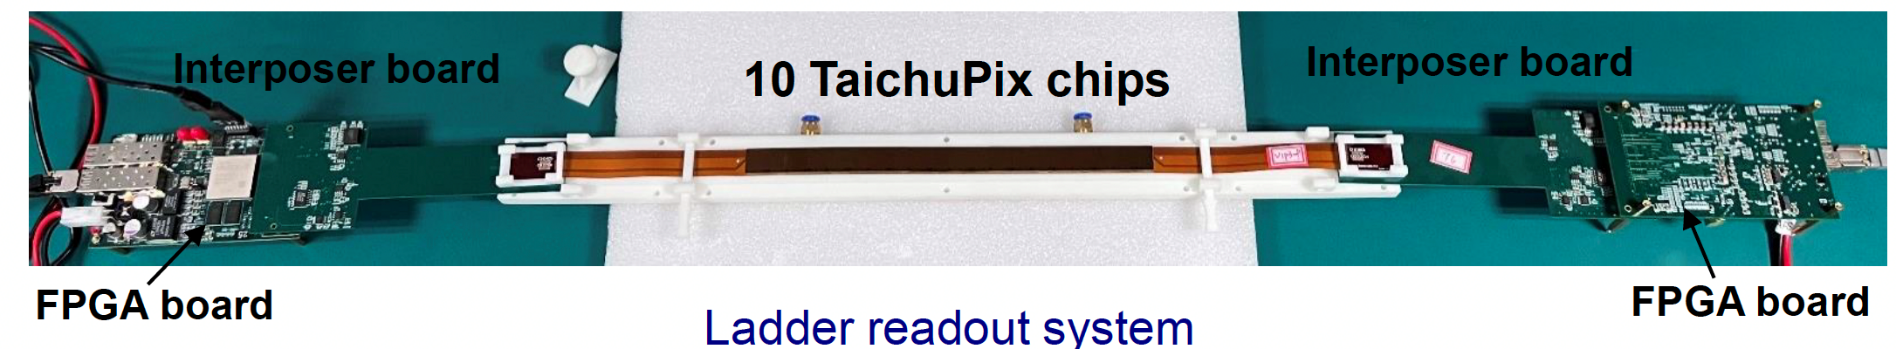 Interposer board
10 TaichuPix chips
Interposer board
FPGA board
FPGA board
Ladder readout system